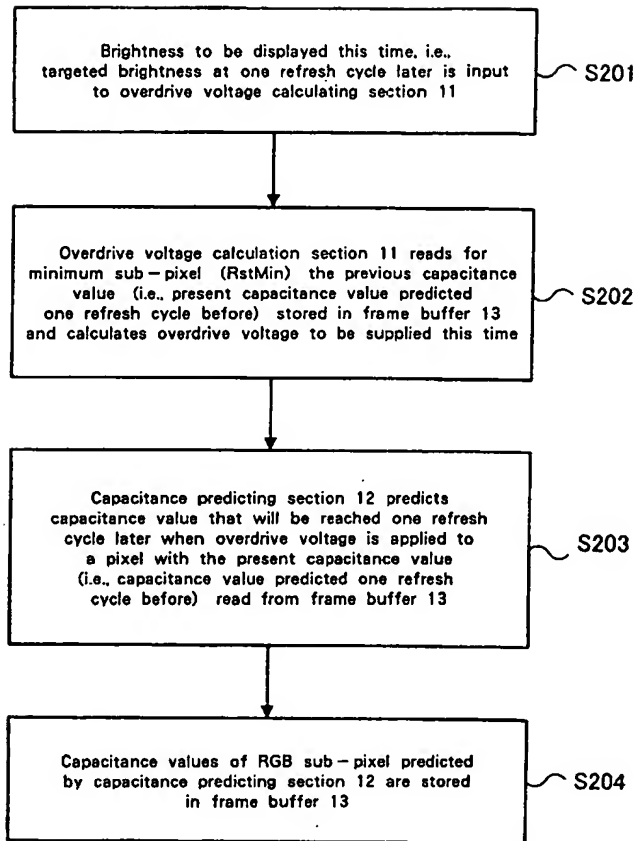 Brightness to be displayed this time, i.e.,
targeted brightness at one refresh cycle later is input
to overdrive voltage calculating section 11
S201
Overdrive voltage calculation section 11 reads for
minimum sub-pixel (RstMin) the previous capacitance
value (i.e., present capacitance value predicted
one refresh cycle before) stored in frame buffer 13
and calculates overdrive voltage to be supplied this time
S202
Capacitance predicting section 12 predicts
capacitance value that will be reached one refresh
cycle later when overdrive voltage is applied to
a pixel with the present capacitance value
(i.e., capacitance value predicted one refresh
cycle before) read from frame buffer 13
S203
Capacitance values of RGB sub-pixel predicted
by capacitance predicting section 12 are stored
in frame buffer 13
S204